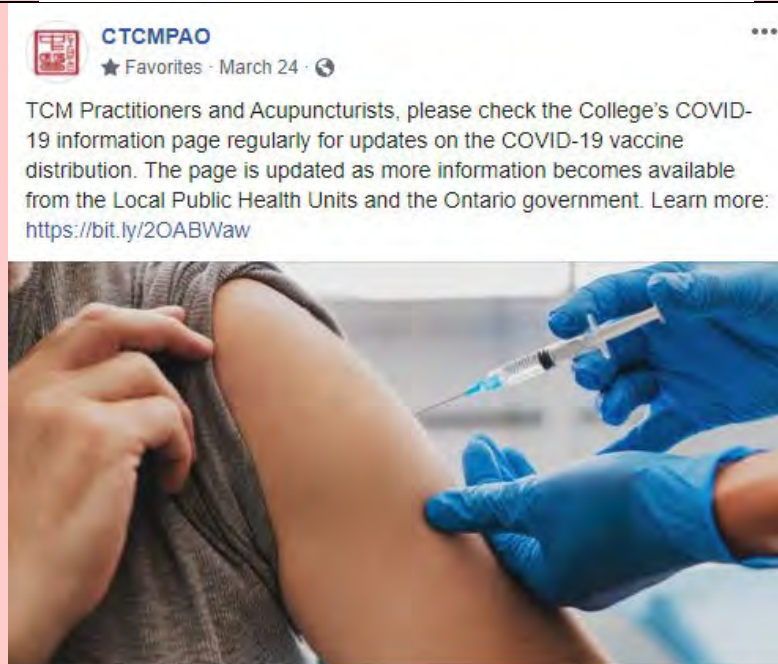 CTCMPAO
Favorites · March 24 ·
TCM Practitioners and Acupuncturists, please check the College's COVID-
19 information page regularly for updates on the COVID-19 vaccine
distribution. The page is updated as more information becomes available
from the Local Public Health Units and the Ontario government. Learn more:
https://bit.ly/2OABWaw